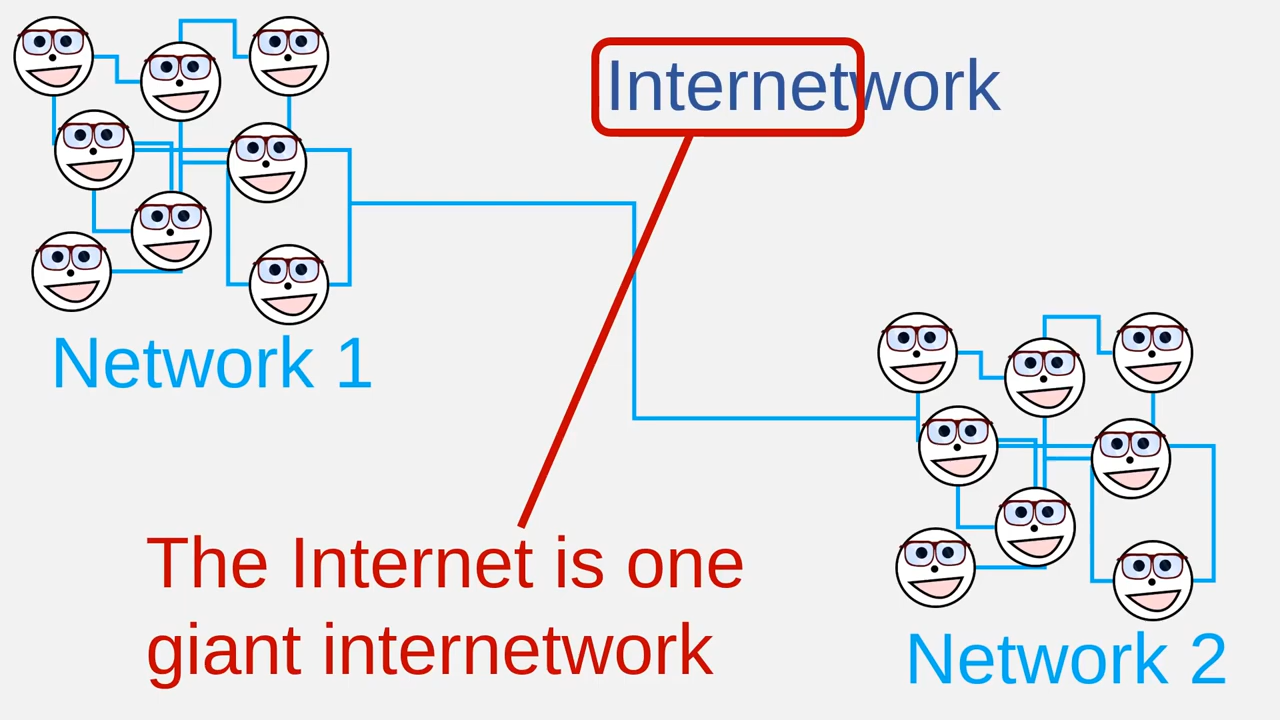 Internetwork
Network 1
The Internet is one
giant internetwork
Network 2